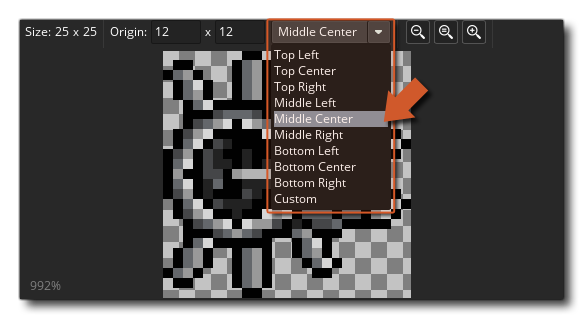 Size: 25 x 25 Origin: 12 x 12 Middle Center
Top Left
Top Center
Top Right
Middle Left
Middle Center
Middle Right
Bottom Left
Bottom Center
Bottom Right
Custom
992%